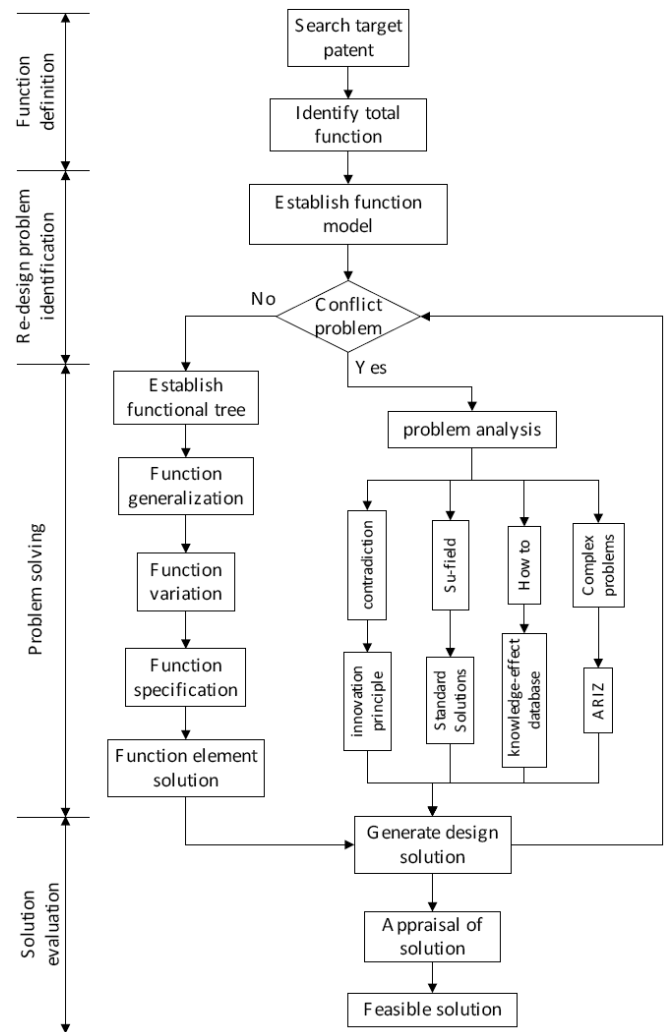 Function
definition
Search target
patent
Identify total
function
Re-design problem
identification
Establish function
model
Conflict
problem
No
Yes
Problem solving
Establish
functional tree
Function
generalization
Function
variation
Function
specification
Function element
solution
problem analysis
contradiction
Su-field
How to
Complex
problems
innovation
principle
Standard
Solutions
knowledge-effect
database
ARIZ
Solution
evaluation
Generate design
solution
Appraisal of
solution
Feasible solution